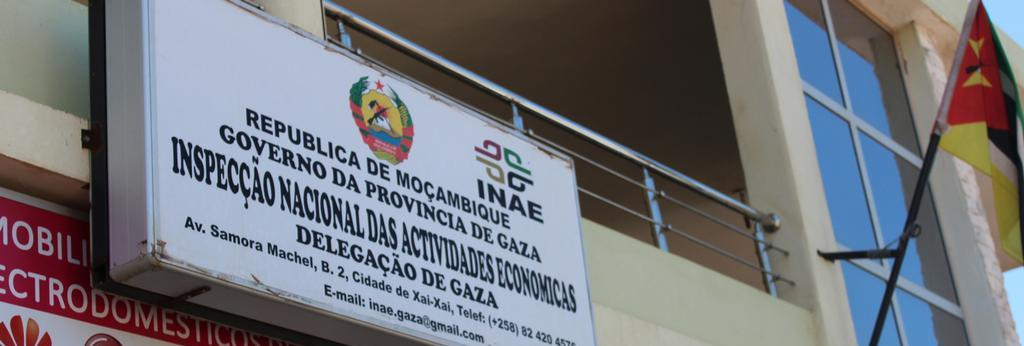 REPUBLICA DE MOÇAMBIQUE
GOVERNO DA PROVINCIA DE GAZA
INSPECÇÃO NACIONAL DAS ACTIVIDADES ECONOMICAS
DELEGAÇÃO DE GAZA
Av. Samora Machel, B. 2, Cidade de Xai-Xai, Telef: (+258) 82 420
E-mail: inae.gaza@gmail.com
INAE
MOBILI
ECTRODOMESTICOS